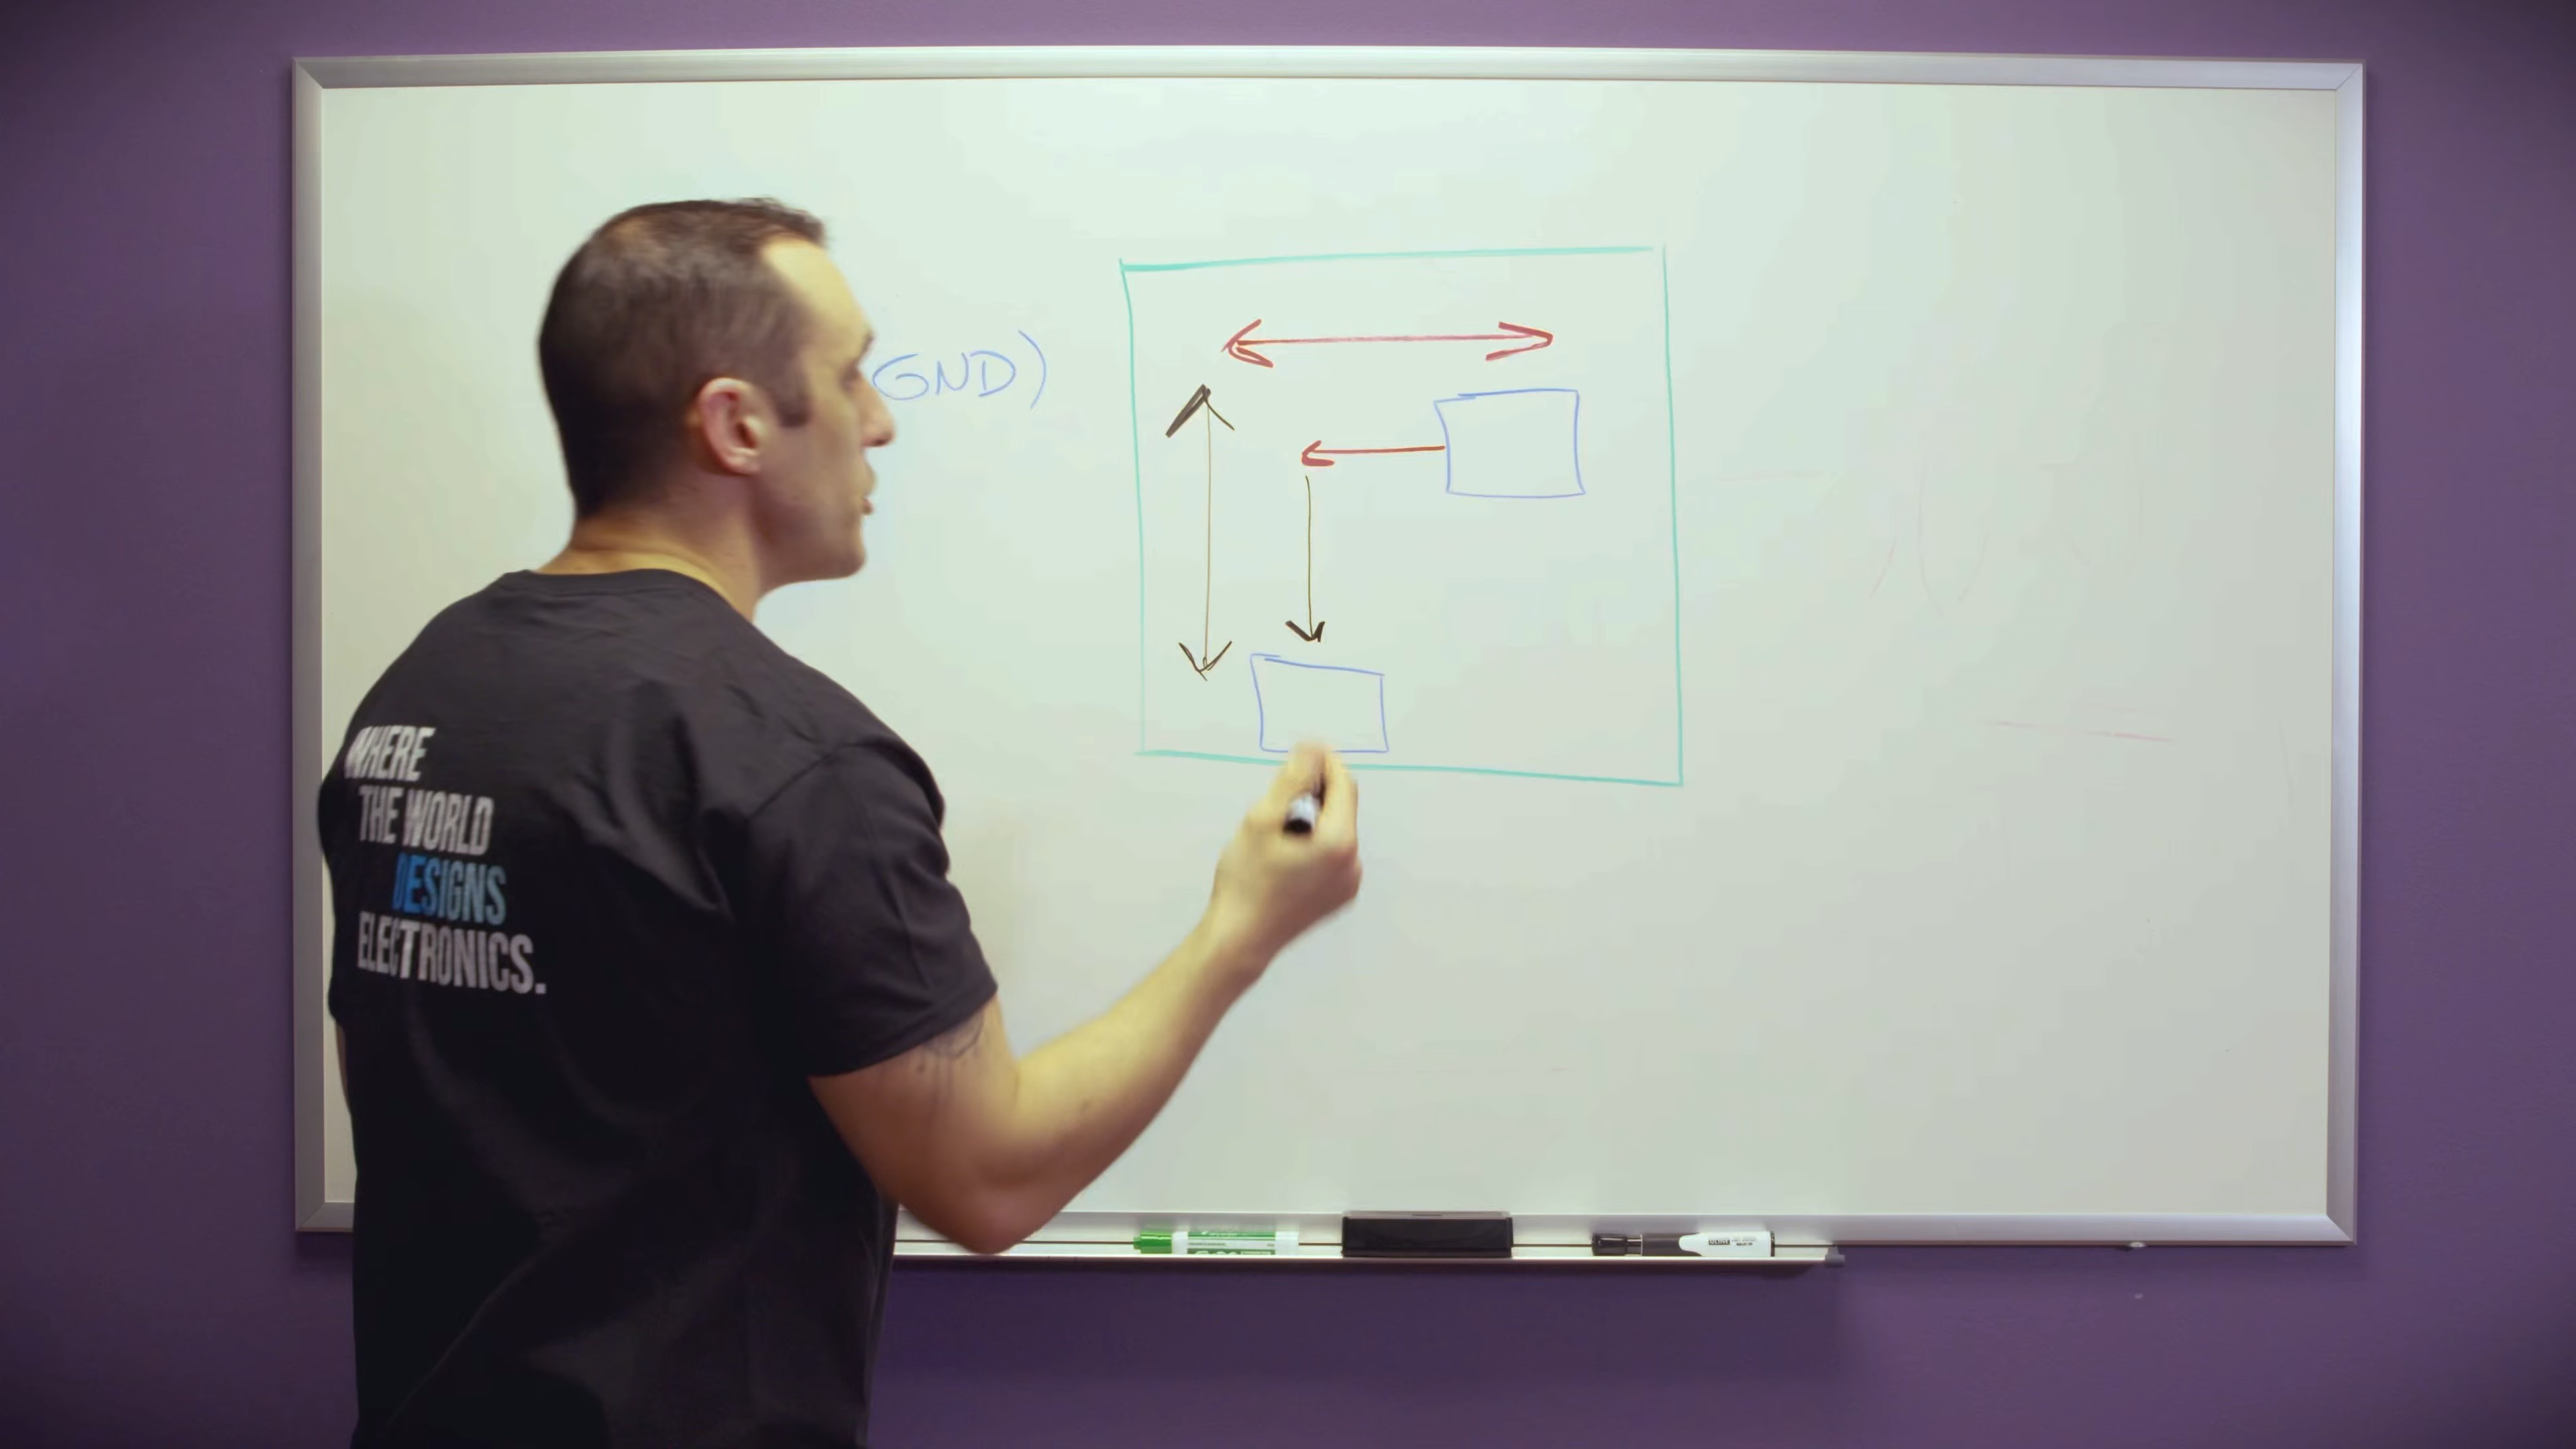 GND)
WHERE
THE WORLD
DESIGNS
ELECTRONICS.